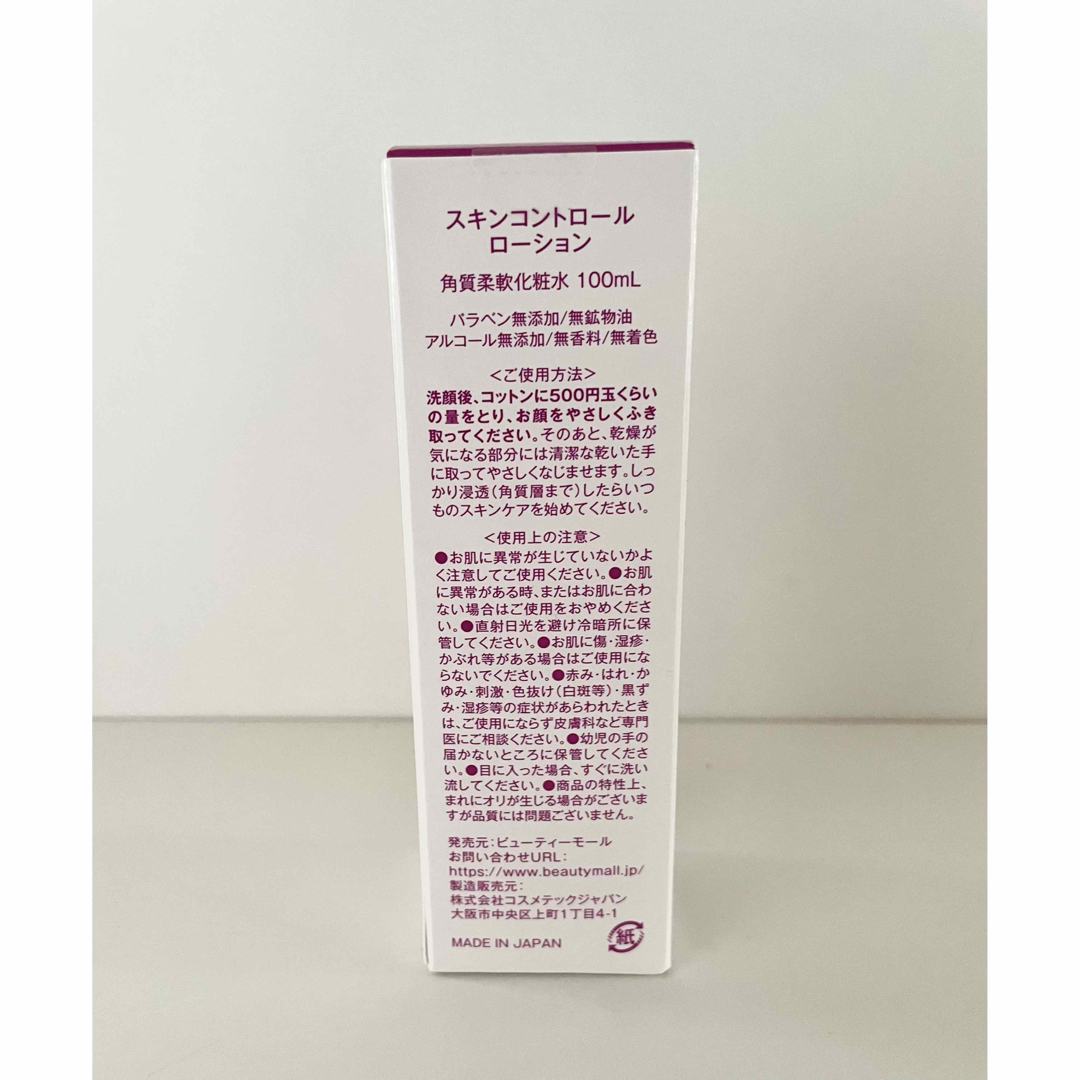 スキンコントロール
ローション
角質柔軟化粧水 100mL
パラベン無添加/無鉱物油
アルコール無添加/無香料/無着色
＜ご使用方法＞
洗顔後、コットンに500円玉くらい
の量をとり、お顔をやさしくふき
取ってください。そのあと、乾燥が
気になる部分には清潔な乾いた手
に取ってやさしくなじませます。しっ
かり浸透（角質層まで）したらいつ
ものスキンケアを始めてください。
＜使用上の注意＞
●お肌に異常が生じていないかよ
く注意してご使用ください。●お肌
に異常がある時、またはお肌に合わ
ない場合はご使用をおやめくださ
い。●直射日光を避け冷暗所に保
管してください。●お肌に傷・湿疹・
かぶれ等がある場合はご使用にな
らないでください。●赤み・はれ・か
ゆみ・刺激・色抜け（白斑等）・黒ず
み・湿疹等の症状があらわれたとき
は、ご使用にならず皮膚科など専門
医にご相談ください。●幼児の手の
届かないところに保管してくださ
い。●目に入った場合、すぐに洗い
流してください。●商品の特性上、
まれにオリが生じる場合がございま
すが品質には問題ございません。
発売元：ビューティーモール
お問い合わせURL：
https://www.beautymall.jp/
製造販売元：
株式会社コスメテックジャパン
大阪市中央区上町1丁目4-1
MADE IN JAPAN
紙